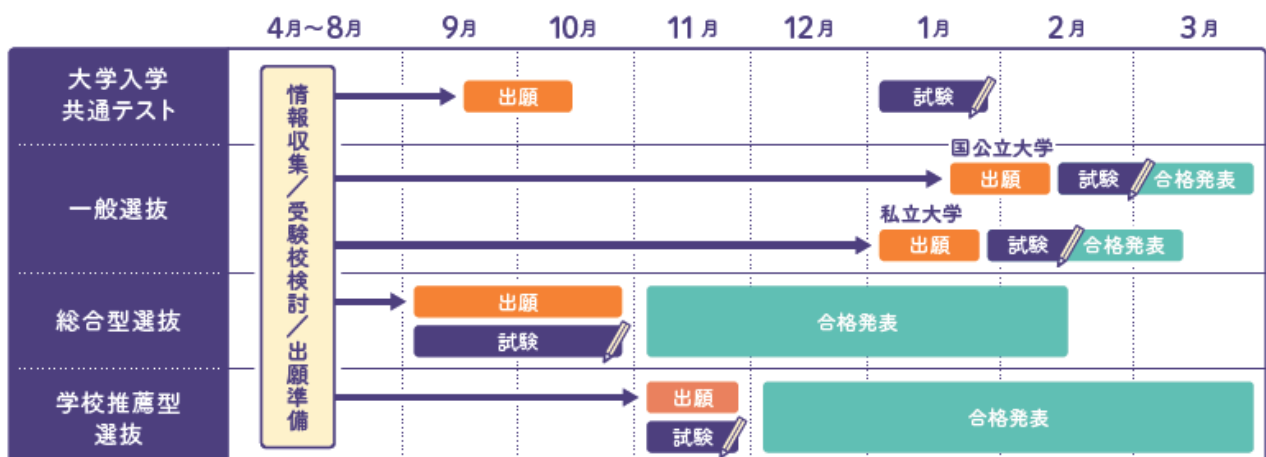 4月～8月 9月 10月 11月 12月 1月 2月 3月
大学入学
共通テスト
情報収集／受験校検討／出願準備
出願
試験
一般選抜
国公立大学
出願 試験 合格発表
私立大学
出願 試験 合格発表
総合型選抜
出願
試験
合格発表
学校推薦型
選抜
出願
試験
合格発表